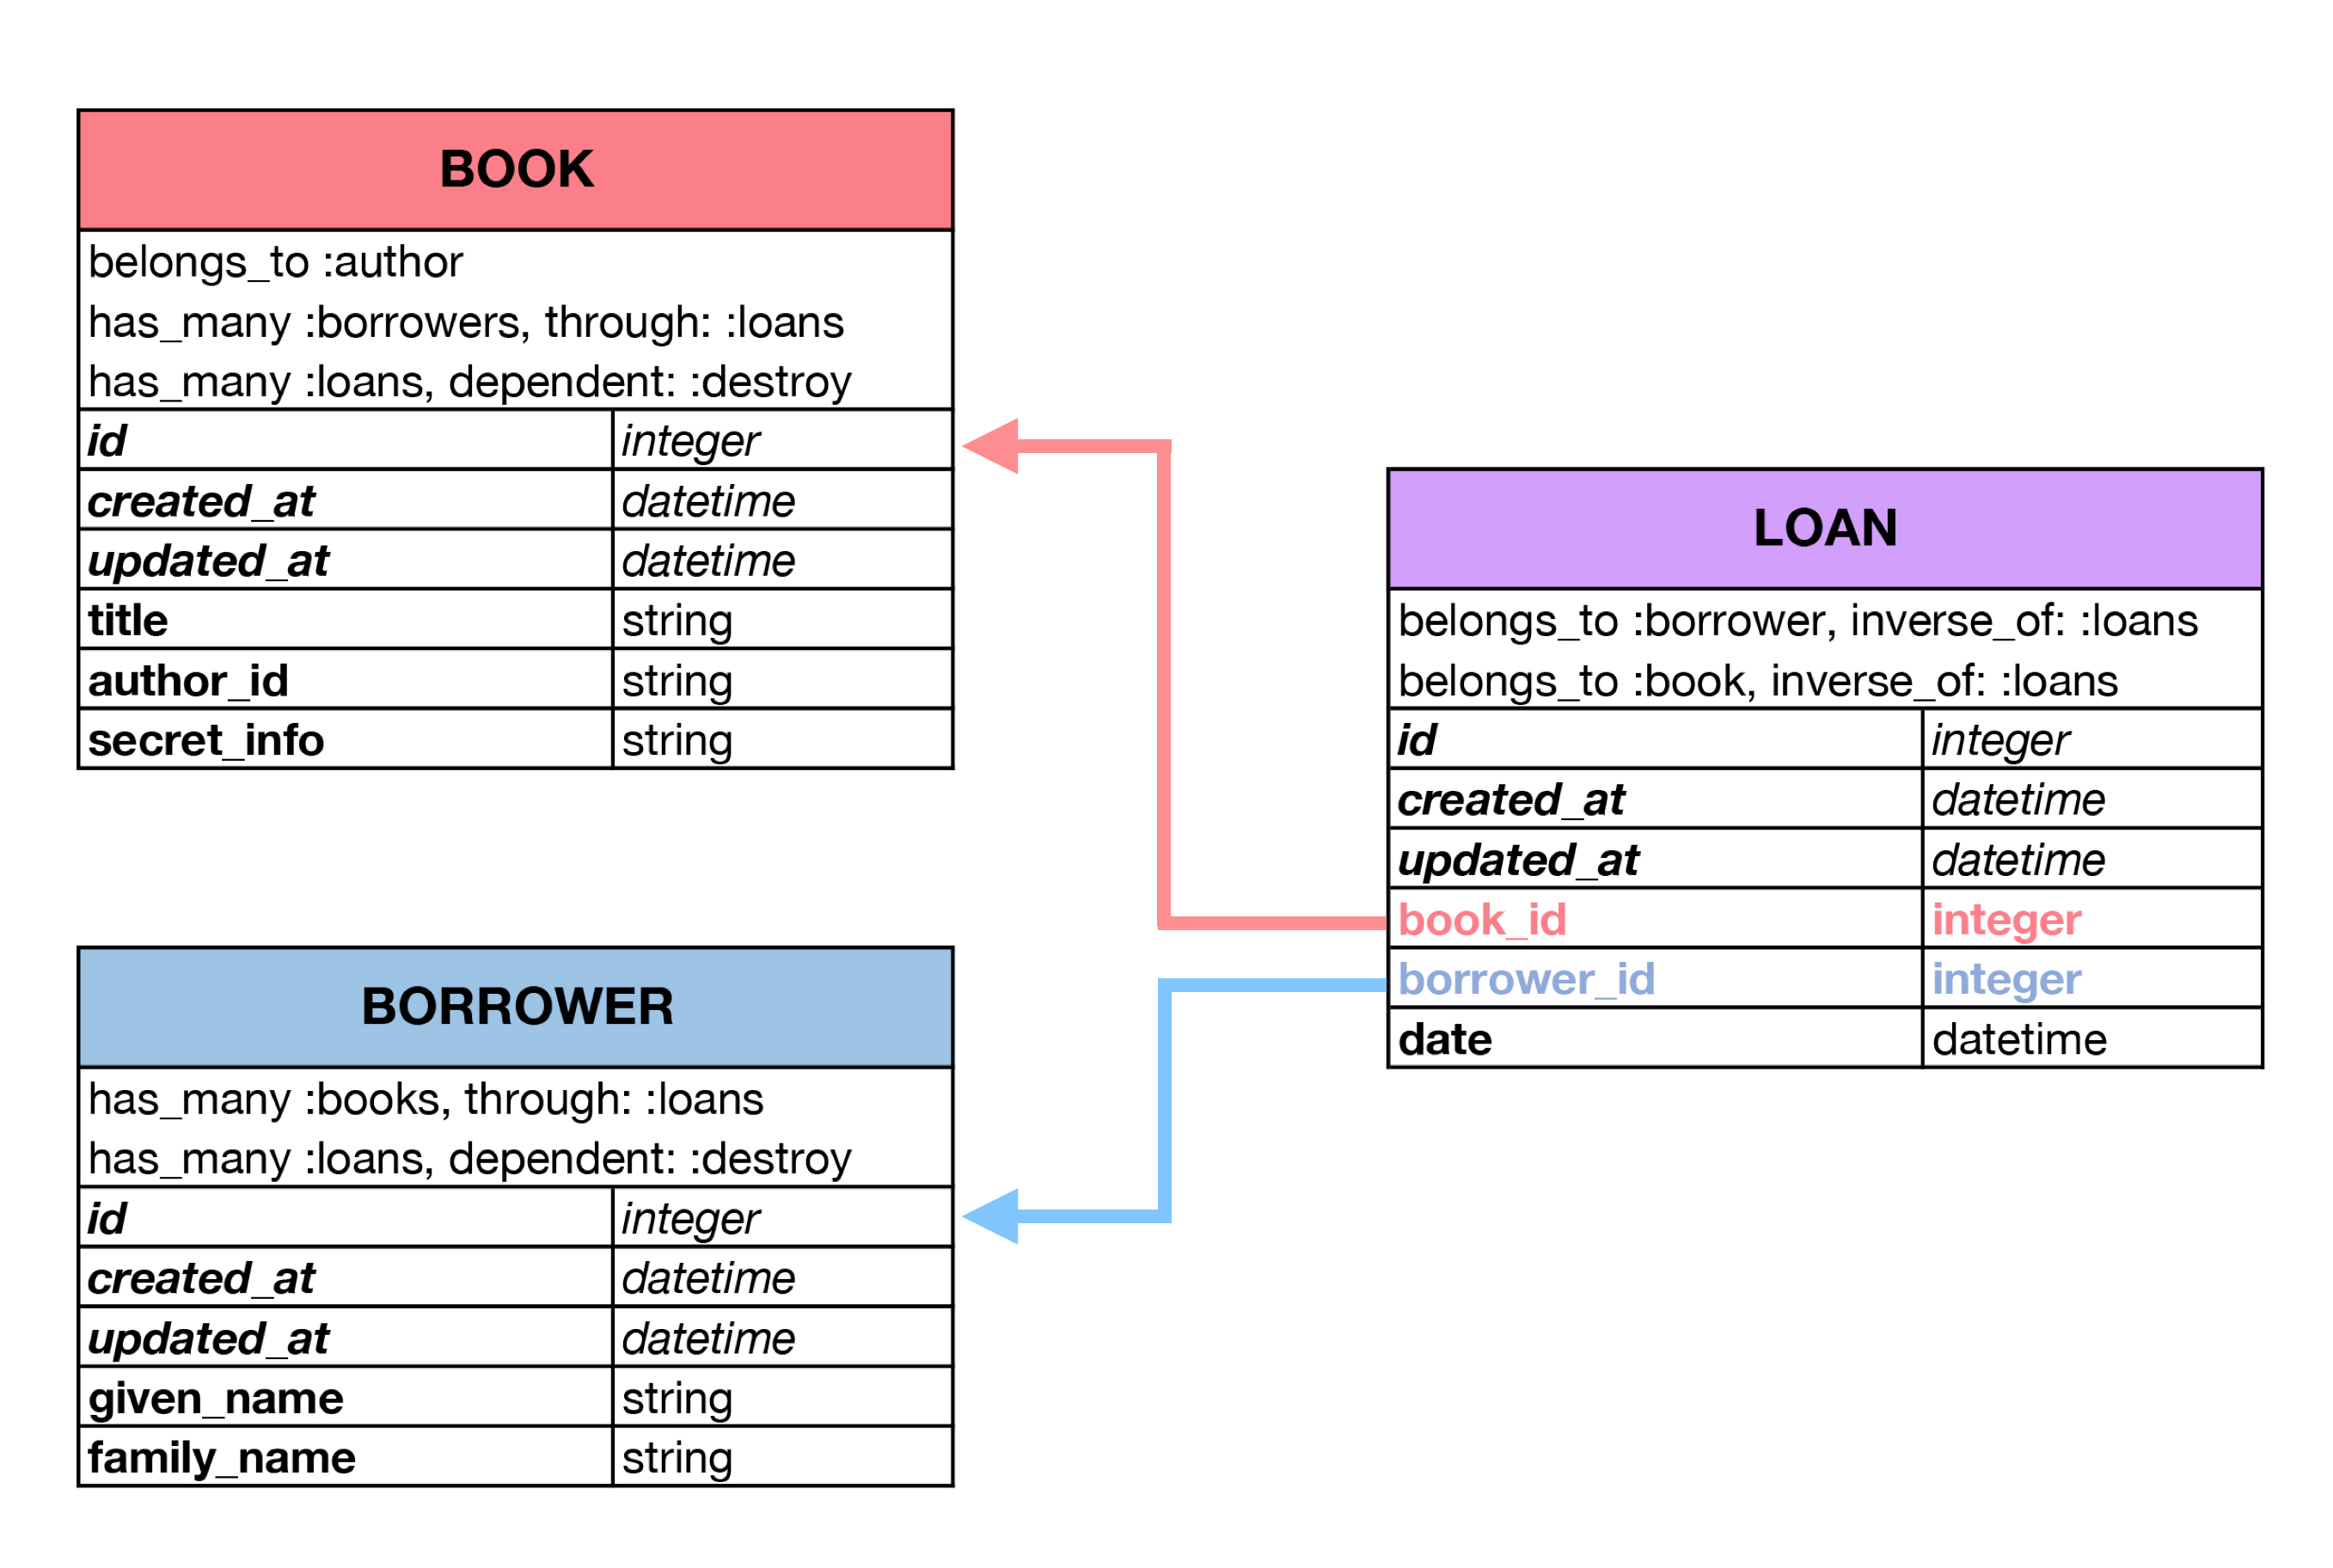 BOOK
belongs_to :author
has_many :borrowers, through: :loans
has_many :loans, dependent: :destroy
id integer
created_at datetime
updated_at datetime
title string
author_id string
secret_info string
BORROWER
has_many :books, through: :loans
has_many :loans, dependent: :destroy
id integer
created_at datetime
updated_at datetime
given_name string
family_name string
LOAN
belongs_to :borrower, inverse_of: :loans
belongs_to :book, inverse_of: :loans
id integer
created_at datetime
updated_at datetime
book_id integer
borrower_id integer
date datetime